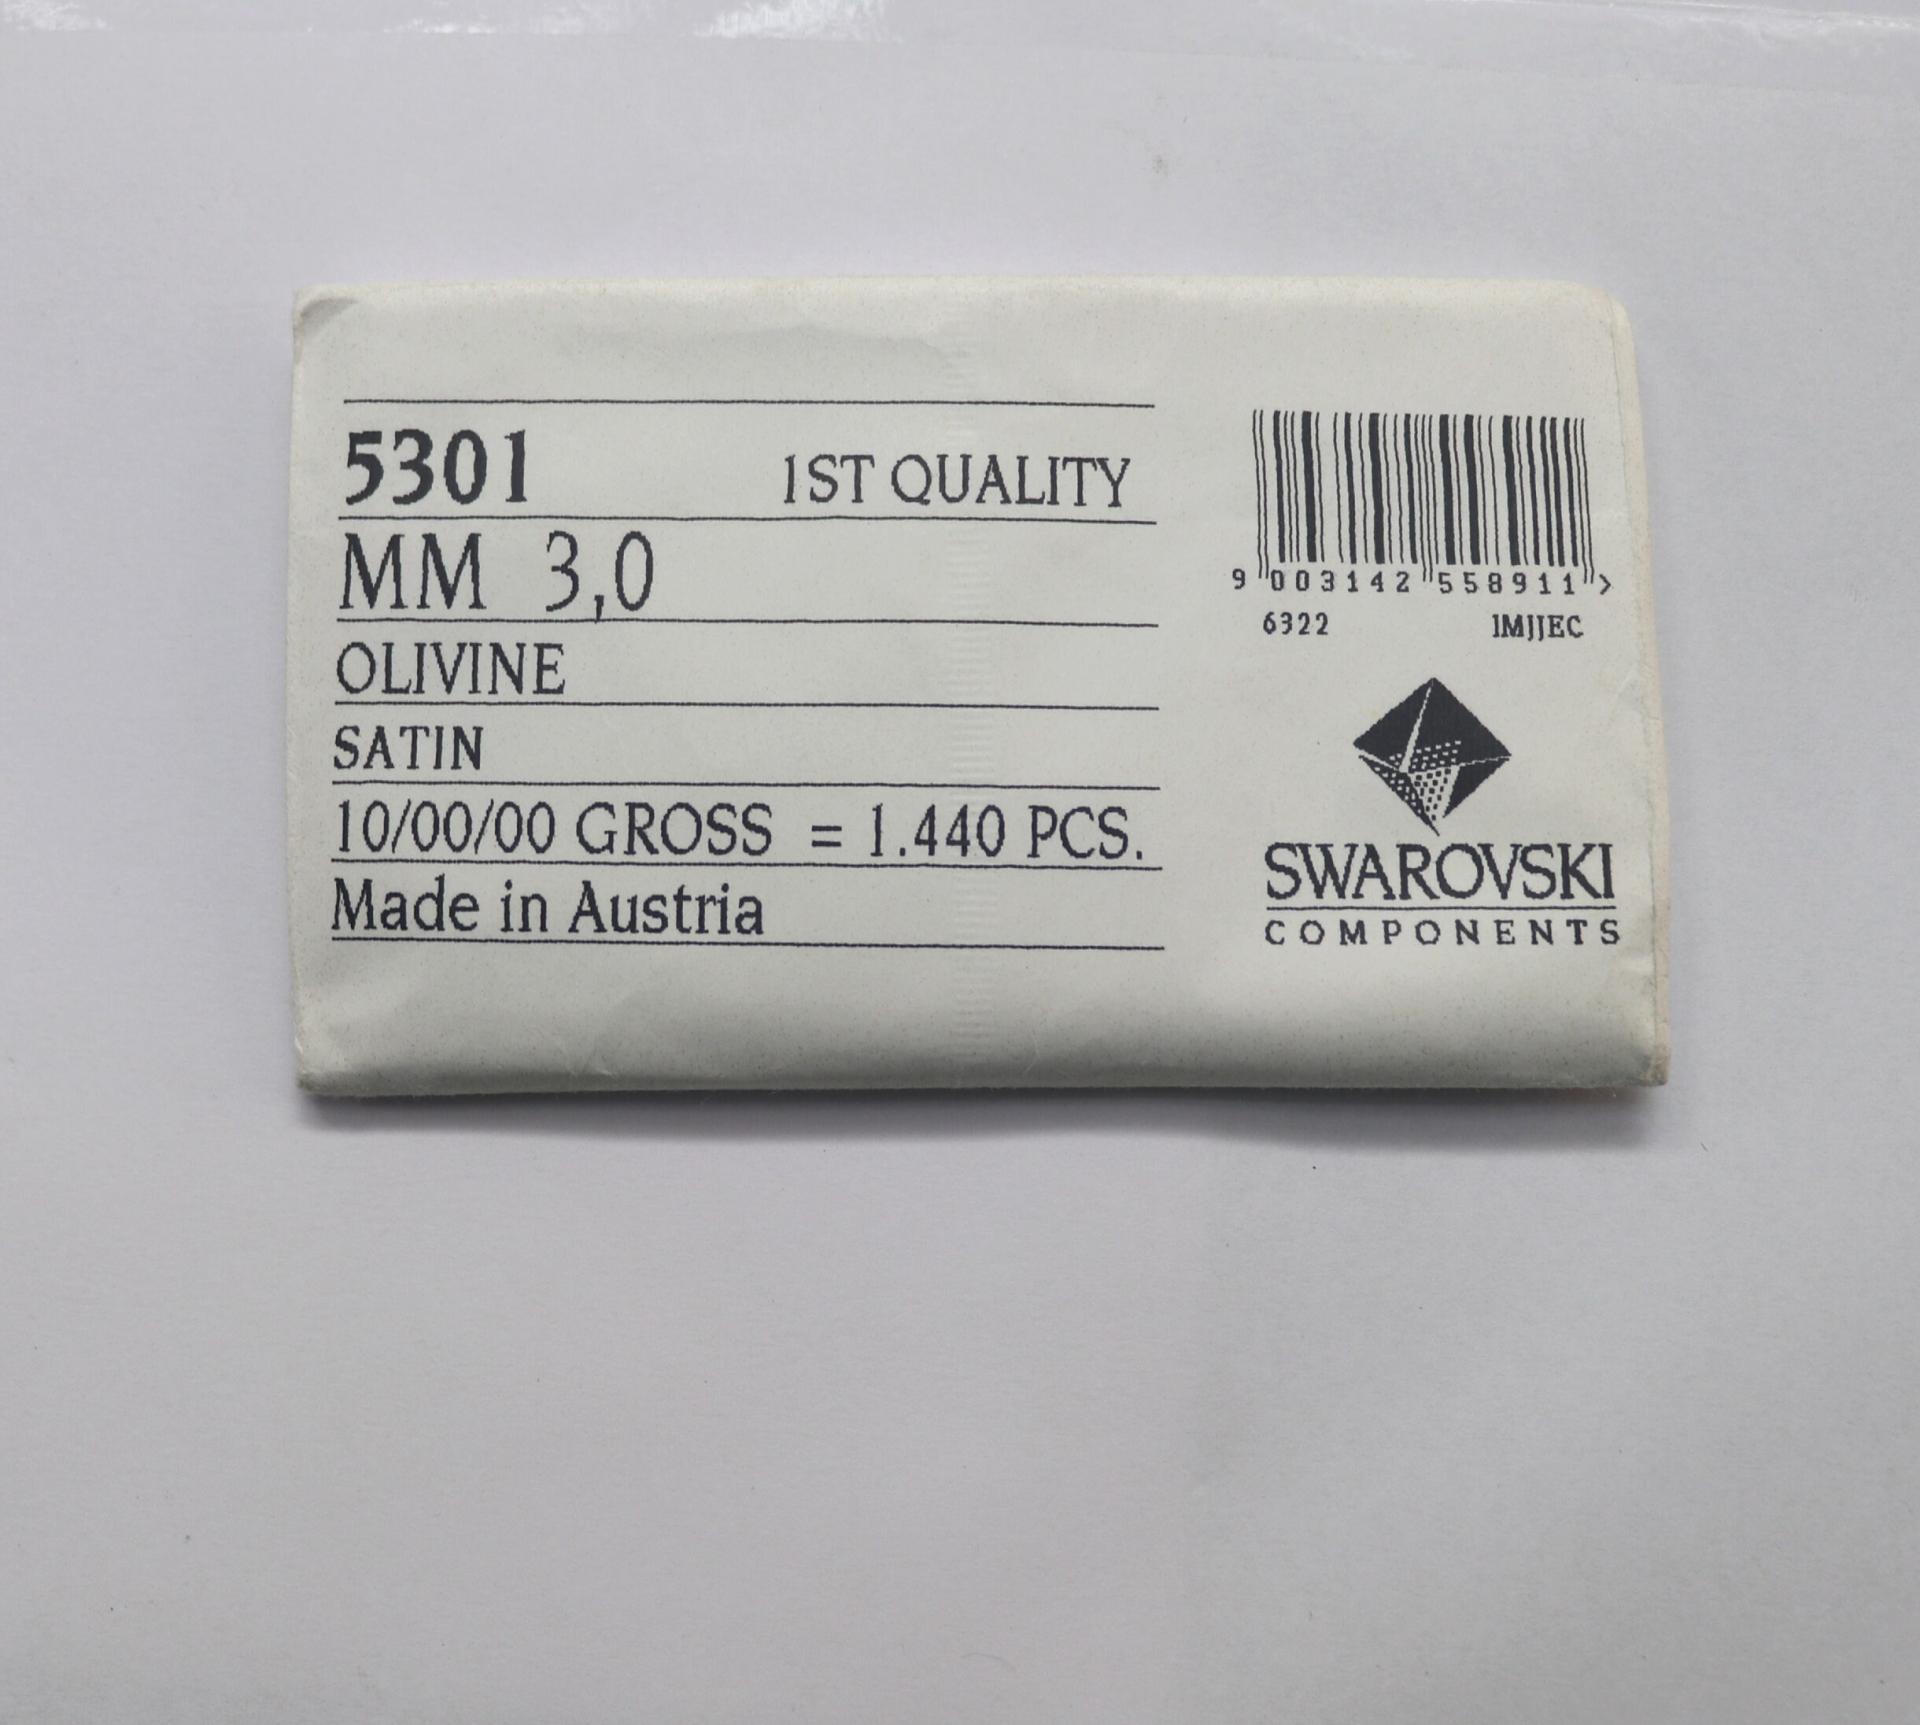 5301 1ST QUALITY
MM 3,0
OLIVINE
SATIN
10/00/00 GROSS = 1.440 PCS.
Made in Austria
9 003142 558911 >
6322 1MJJEC
SWAROVSKI
COMPONENTS